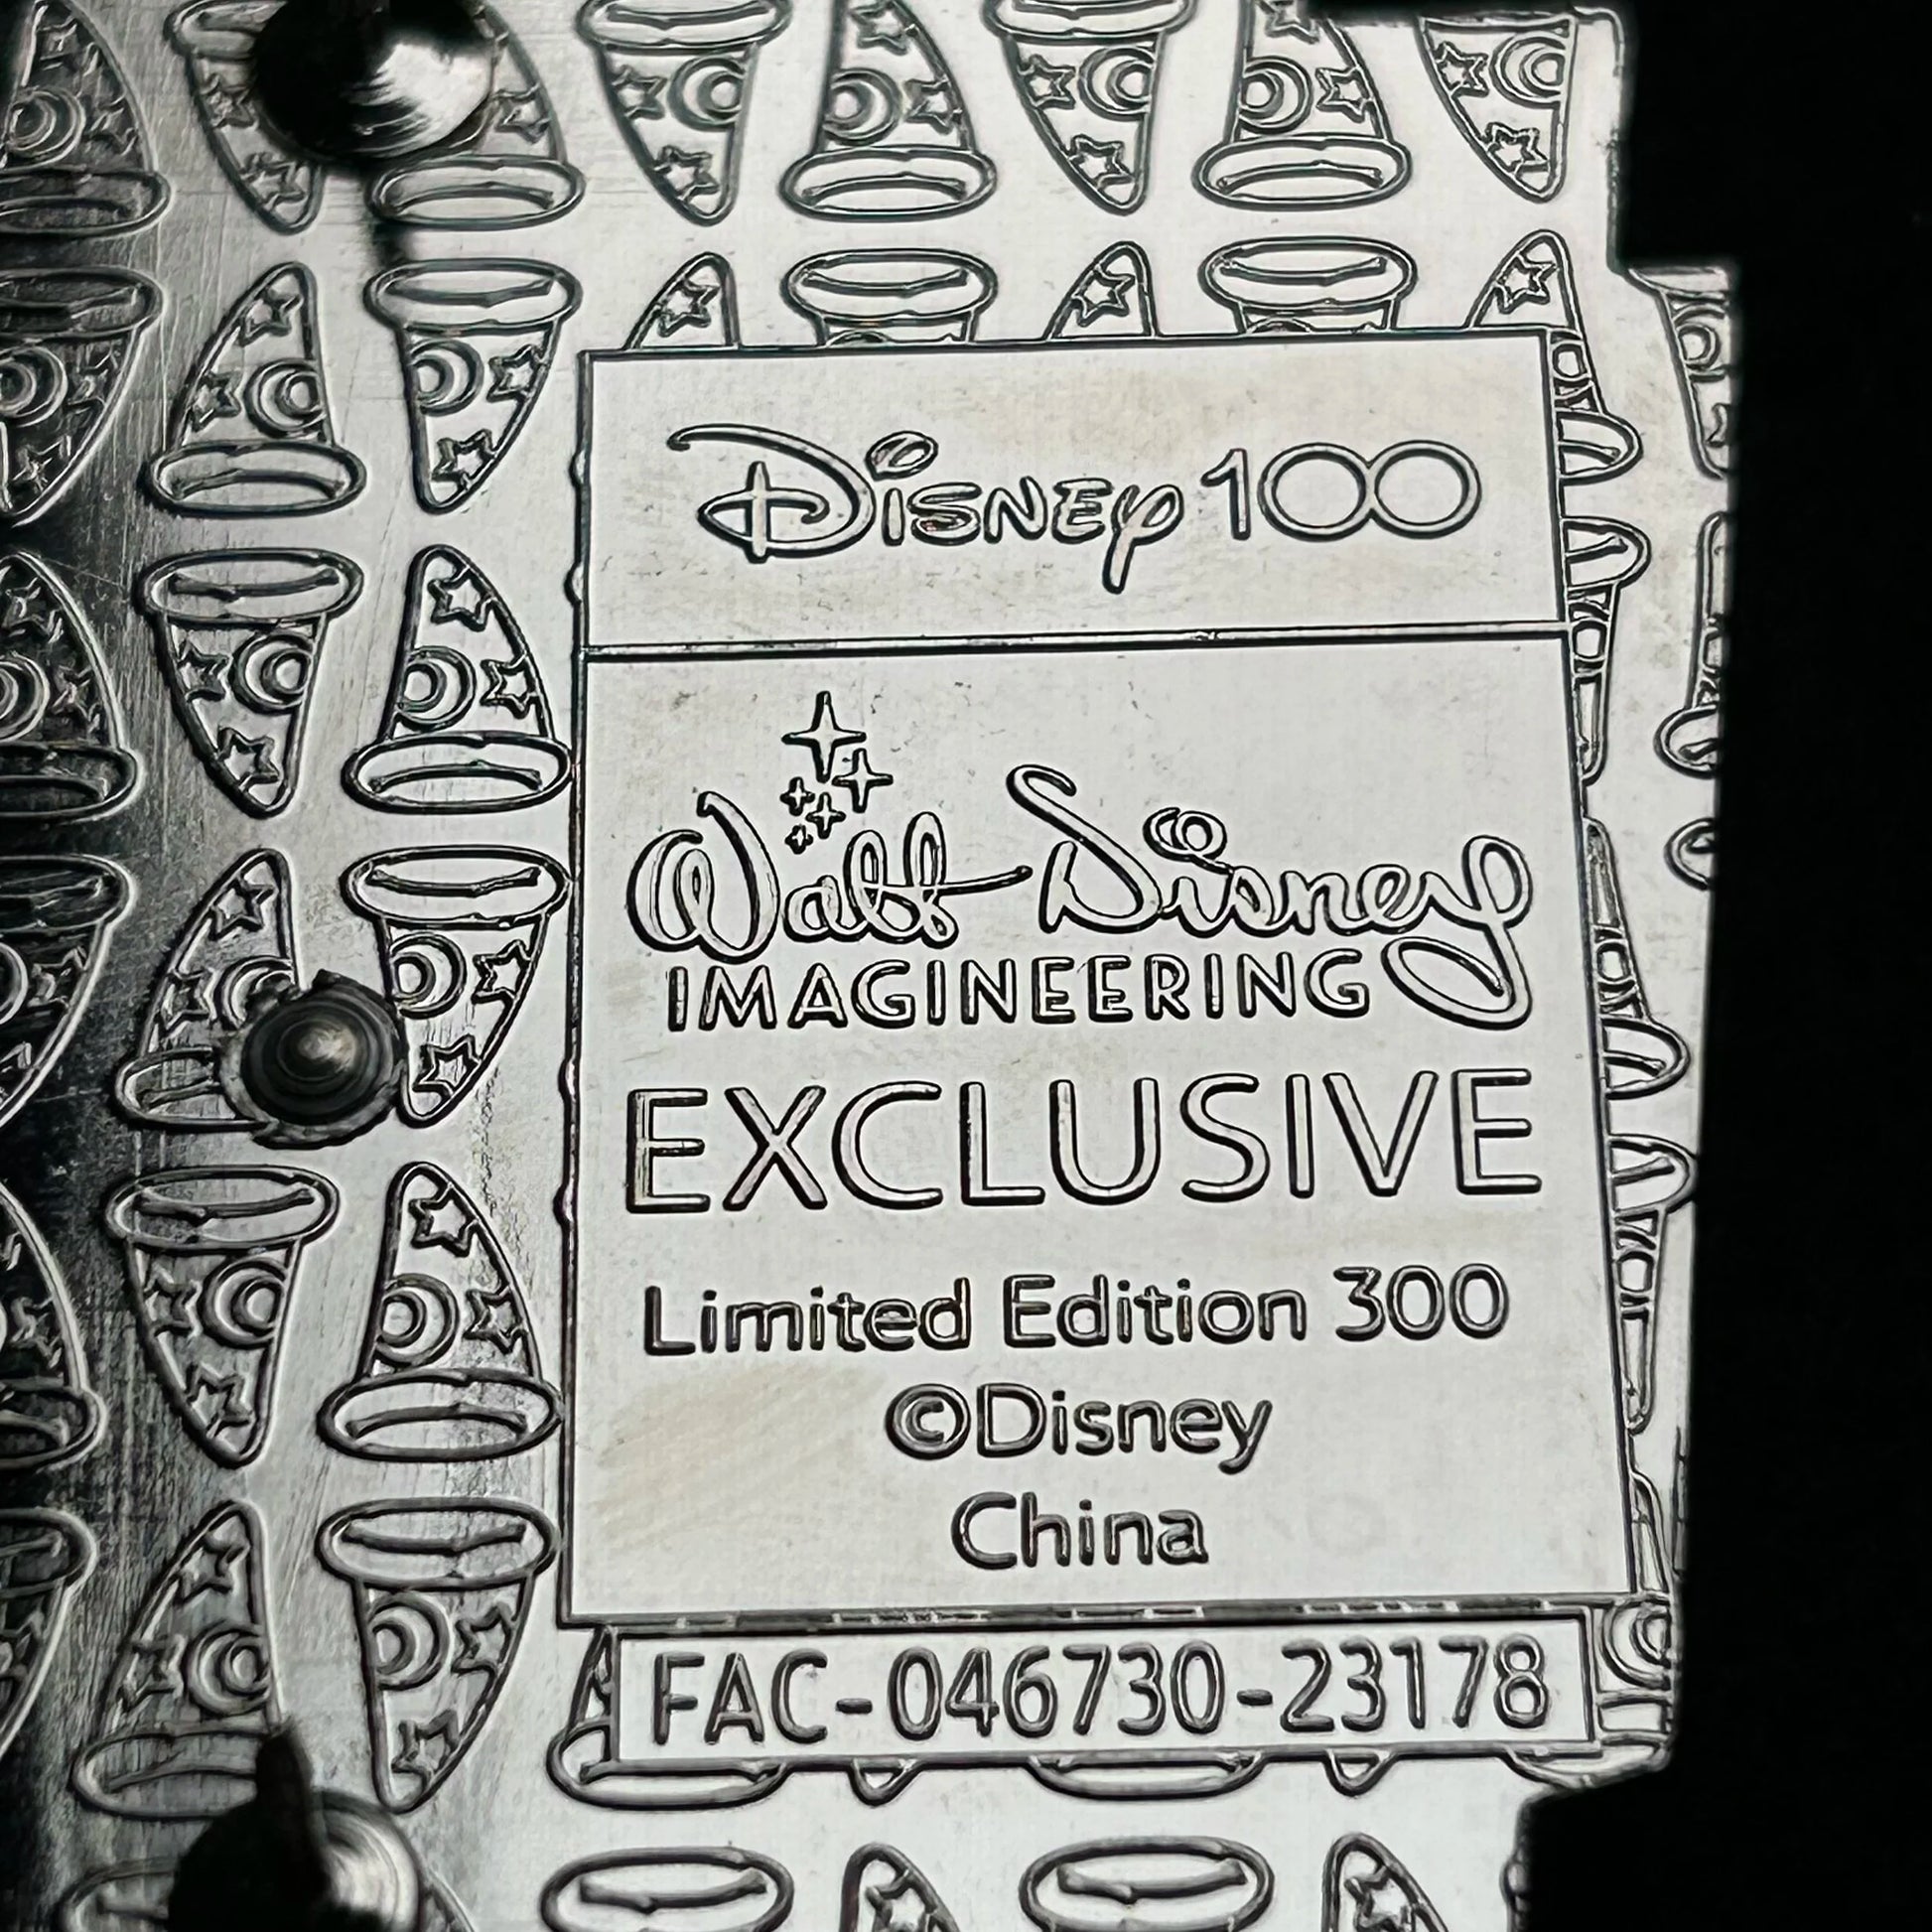 Disney 100
Walt Disney
IMAGINEERING
EXCLUSIVE
Limited Edition 300
©Disney
China
FAC-046730-23178